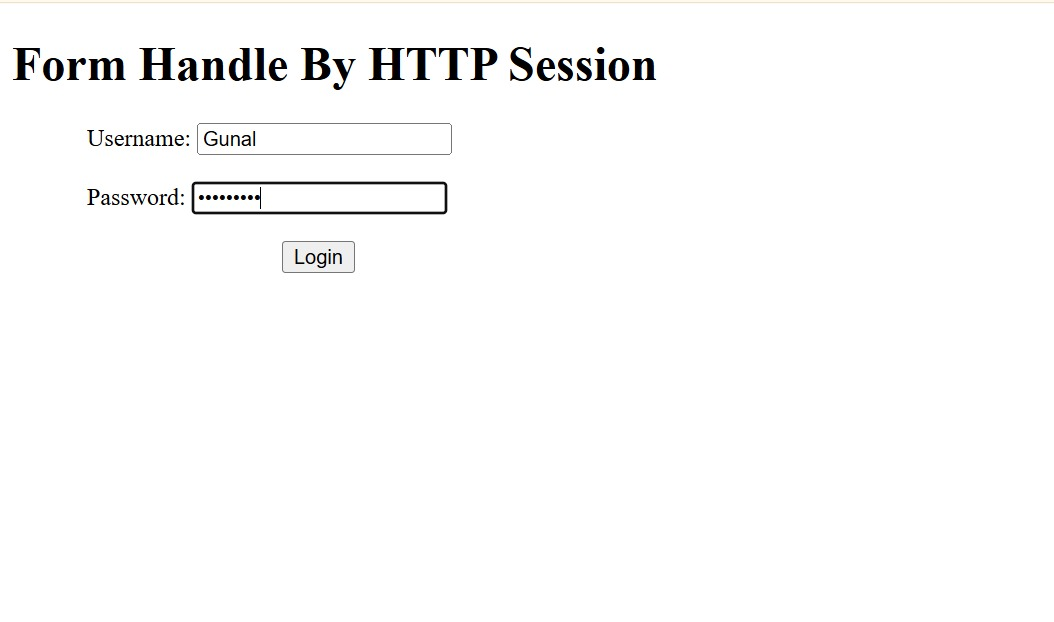 Form Handle By HTTP Session
Username: Gunal
Password: •••••••••
Login